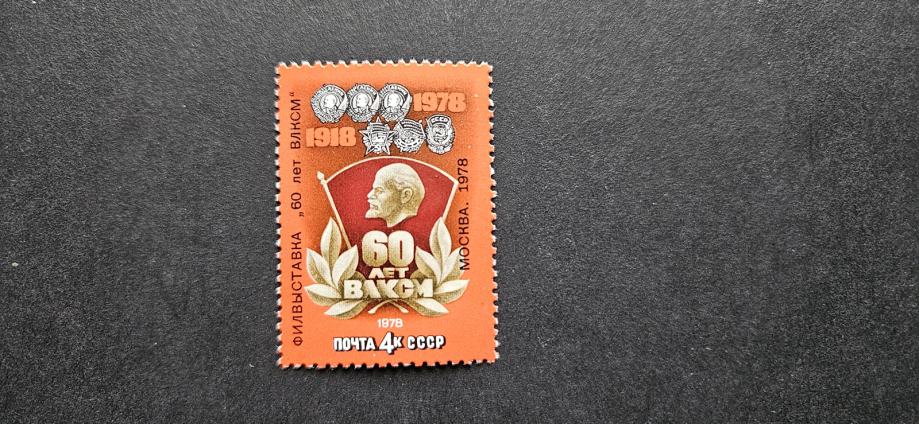 1978
1918
ФИЛВЫСТАВКА „60 лет ВЛКСМ"
МОСКВА. 1978
60
ЛЕТ
ВЛКСМ
1978
ПОЧТА 4К СССР